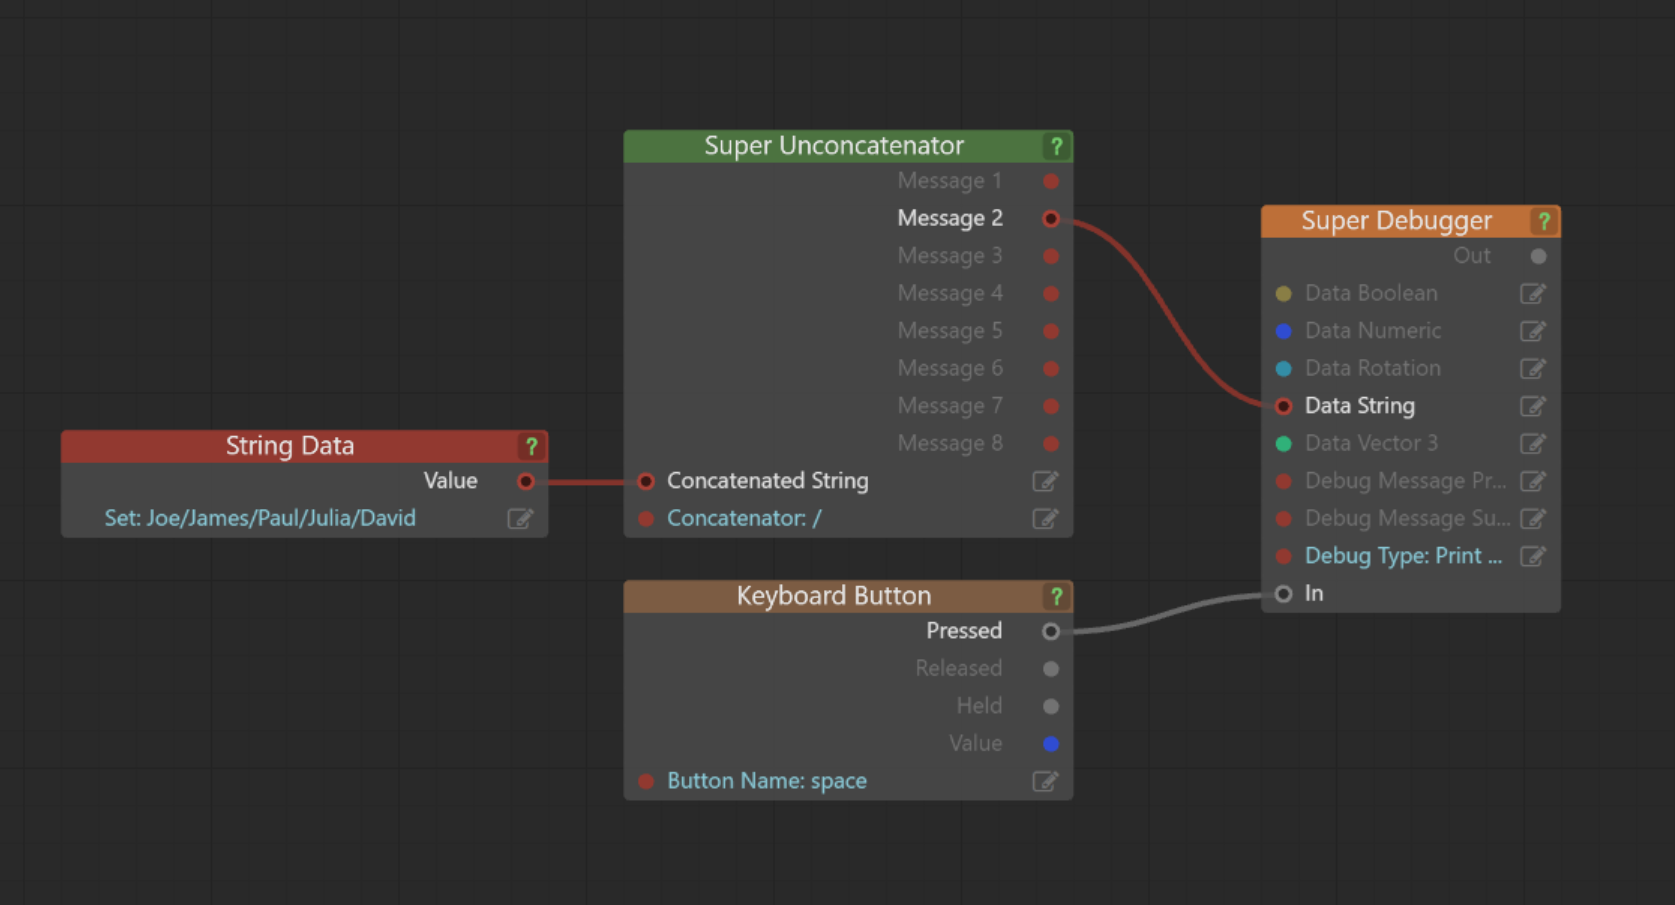 Super Unconcatenator ?
Message 1
Message 2
Message 3
Message 4
Message 5
Message 6
Message 7
Message 8
Concatenated String
Concatenator: /
Super Debugger ?
Out
Data Boolean
Data Numeric
Data Rotation
Data String
Data Vector 3
Debug Message Pr...
Debug Message Su...
Debug Type: Print ...
In
String Data ?
Value
Set: Joe/James/Paul/Julia/David
Keyboard Button ?
Pressed
Released
Held
Value
Button Name: space